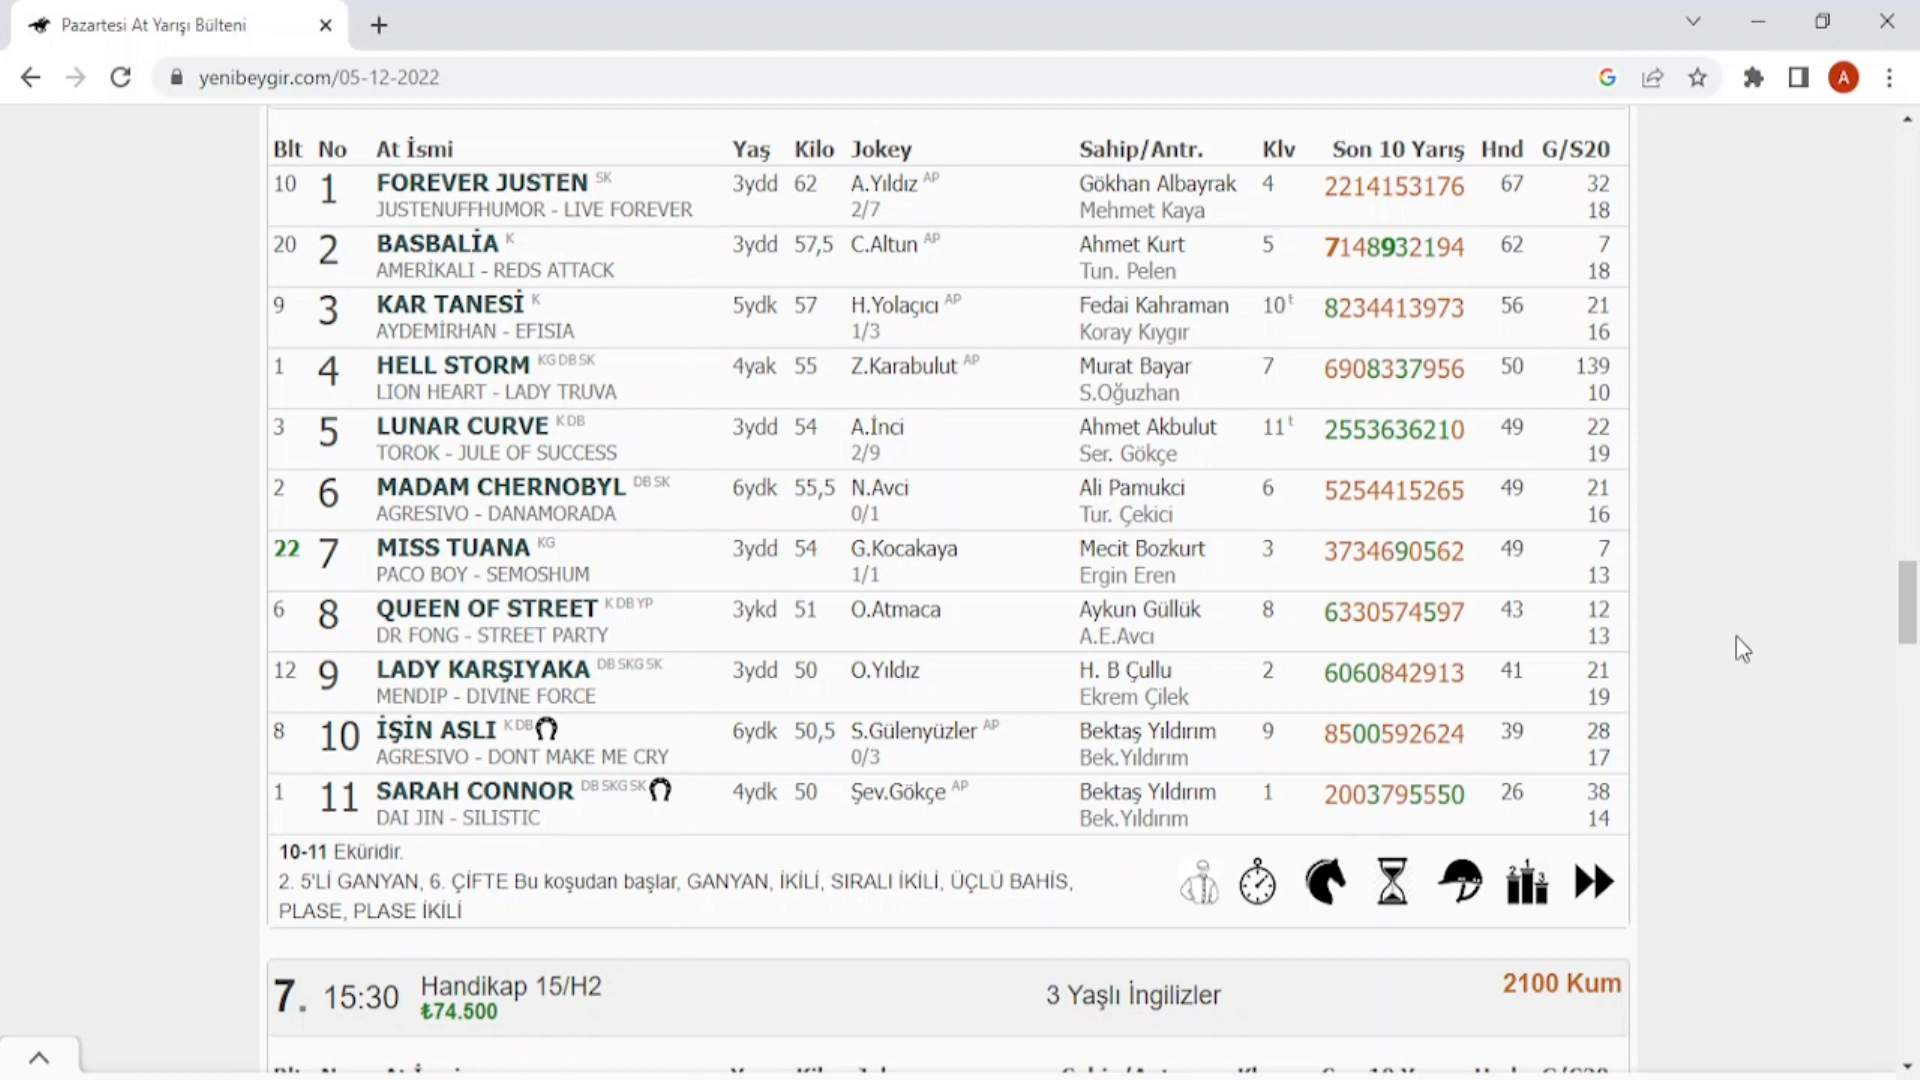 Pazartesi At Yarışı Bülteni
yenibeygir.com/05-12-2022
A
Blt No At İsmi Yaş Kilo Jokey Sahip/Antr. Klv Son 10 Yarış Hnd G/S20
10 1 FOREVER JUSTEN SK 3ydd 62 A.Yıldız AP Gökhan Albayrak 4 2214153176 67 32
JUSTENUFFHUMOR - LIVE FOREVER 2/7 Mehmet Kaya 18
20 2 BASBALİA K 3ydd 57,5 C.Altun AP Ahmet Kurt 5 7148932194 62 7
AMERİKALI - REDS ATTACK Tun. Pelen 18
9 3 KAR TANESİ K 5ydk 57 H.Yolaçıcı AP Fedai Kahraman 10t 8234413973 56 21
AYDEMİRHAN - EFISIA 1/3 Koray Kıygır 16
1 4 HELL STORM KG DB SK 4yak 55 Z.Karabulut AP Murat Bayar 7 6908337956 50 139
LION HEART - LADY TRUVA S.Oğuzhan 10
3 5 LUNAR CURVE K DB 3ydd 54 A.İnci Ahmet Akbulut 11t 2553636210 49 22
TOROK - JULE OF SUCCESS 2/9 Ser. Gökçe 19
2 6 MADAM CHERNOBYL DB SK 6ydk 55,5 N.Avci Ali Pamukci 6 5254415265 49 21
AGRESIVO - DANAMORADA 0/1 Tur. Çekici 16
22 7 MISS TUANA KG 3ydd 54 G.Kocakaya Mecit Bozkurt 3 3734690562 49 7
PACO BOY - SEMOSHUM 1/1 Ergin Eren 13
6 8 QUEEN OF STREET K DB YP 3ykd 51 O.Atmaca Aykun Güllük 8 6330574597 43 12
DR FONG - STREET PARTY A.E.Avcı 13
12 9 LADY KARŞIYAKA DB SKG SK 3ydd 50 O.Yıldız H. B Çullu 2 6060842913 41 21
MENDIP - DIVINE FORCE Ekrem Çilek 19
8 10 İŞİN ASLI K DB 6ydk 50,5 S.Gülenyüzler AP Bektaş Yıldırım 9 8500592624 39 28
AGRESIVO - DONT MAKE ME CRY 0/3 Bek.Yıldırım 17
1 11 SARAH CONNOR DB SKG SK 4ydk 50 Şev.Gökçe AP Bektaş Yıldırım 1 2003795550 26 38
DAI JIN - SILISTIC Bek.Yıldırım 14
10-11 Eküridir.
2. 5'Lİ GANYAN, 6. ÇİFTE Bu koşudan başlar, GANYAN, İKİLİ, SIRALI İKİLİ, ÜÇLÜ BAHİS,
PLASE, PLASE İKİLİ
7. 15:30 Handikap 15/H2 3 Yaşlı İngilizler 2100 Kum
₺74.500